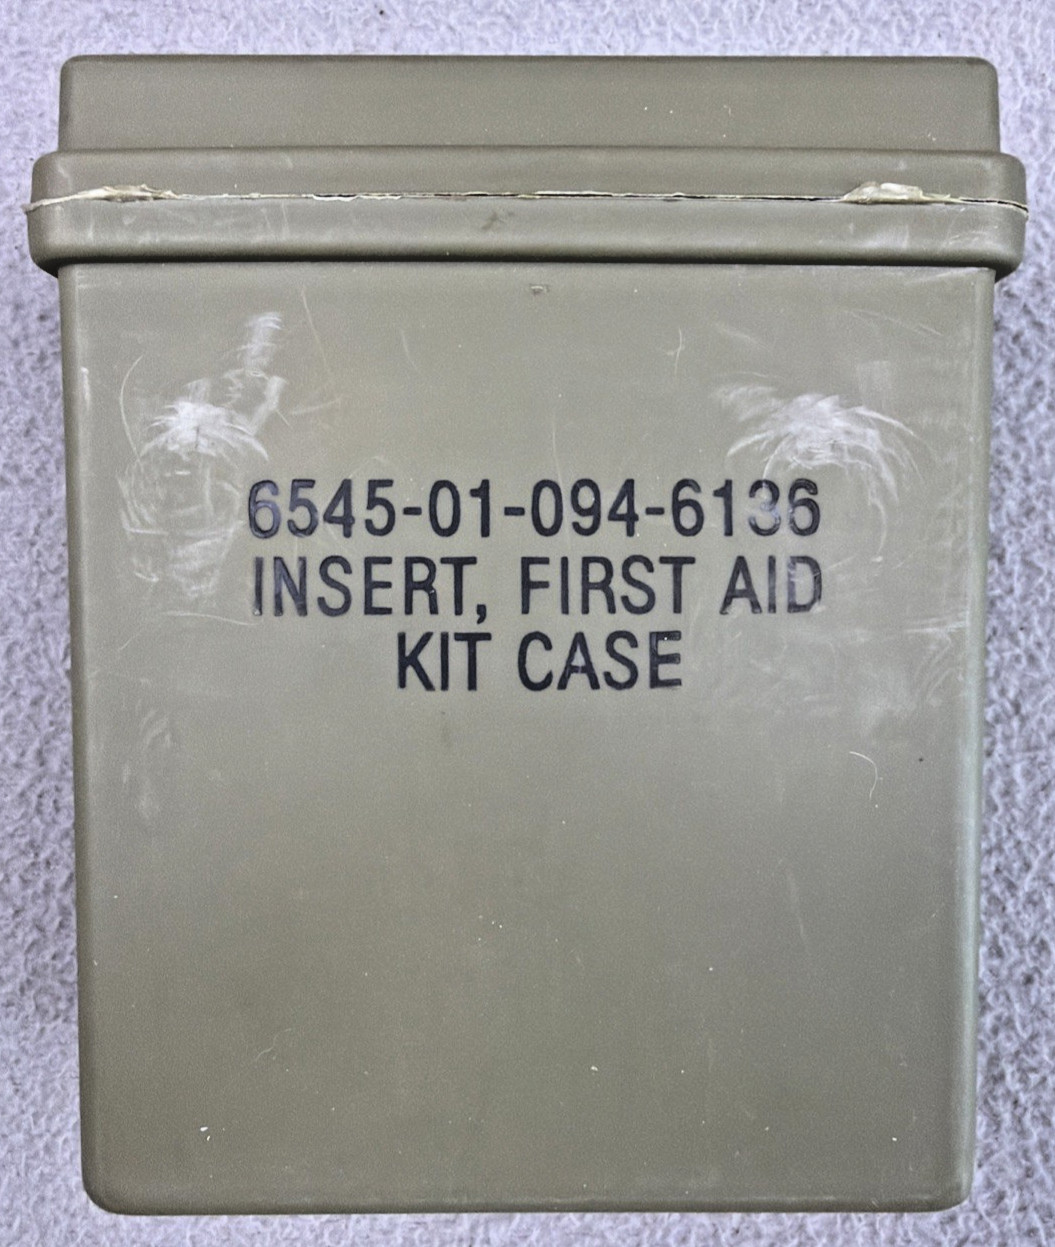 6545-01-094-6136
INSERT, FIRST AID
KIT CASE